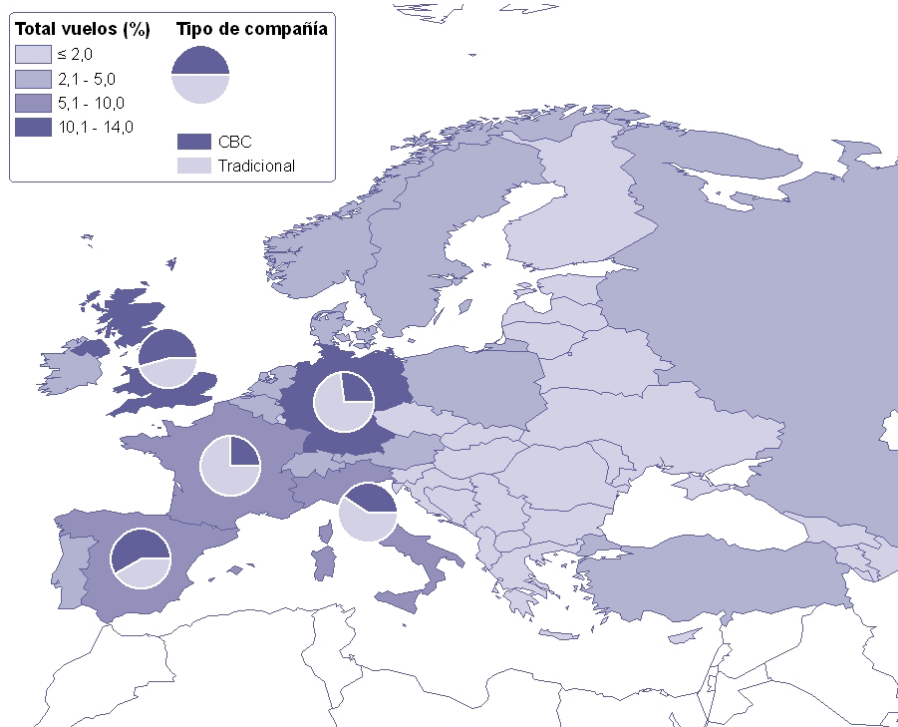 Total vuelos (%)
≤ 2,0
2,1 - 5,0
5,1 - 10,0
10,1 - 14,0
Tipo de compañía
CBC
Tradicional